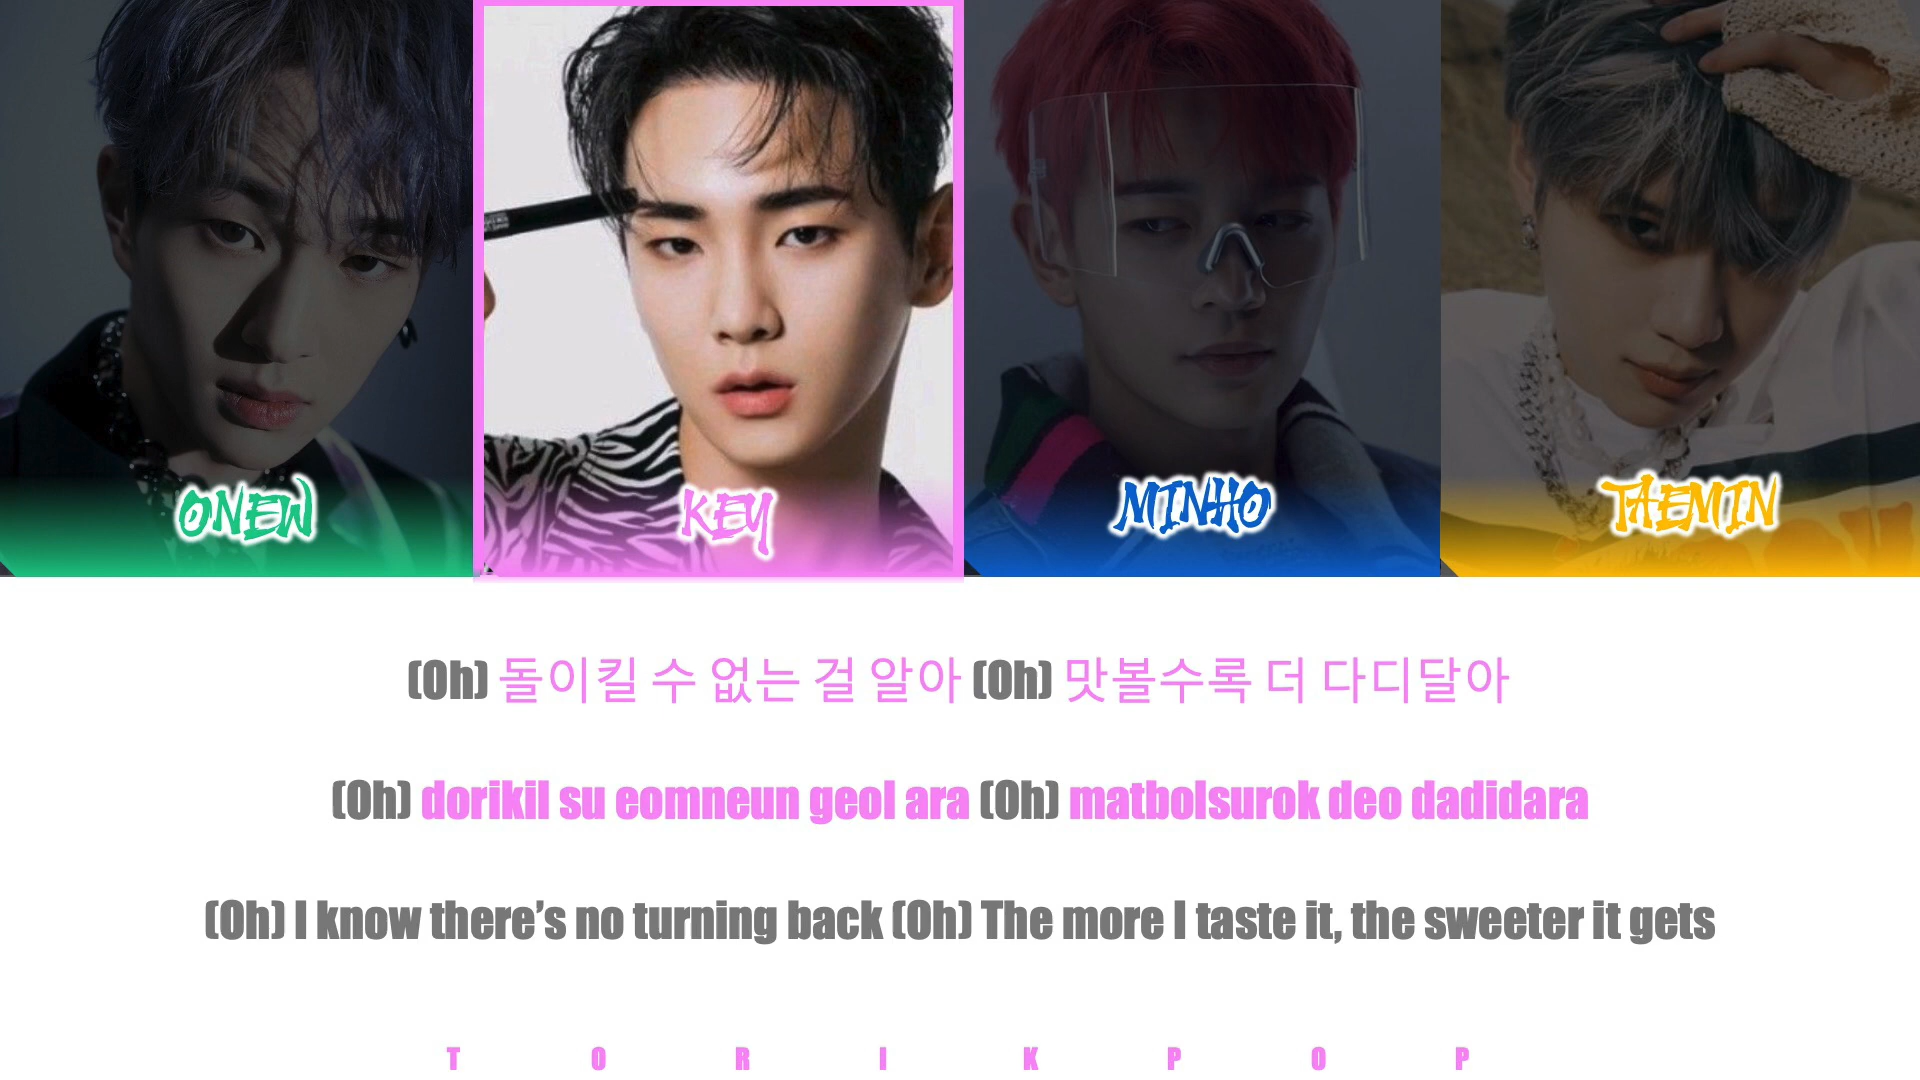 ONEW
KEY
MINHO
TAEMIN
(Oh) 돌이킬 수 없는 걸 알아 (Oh) 맛볼수록 더 다디달아
(Oh) dorikil su eomneun geol ara (Oh) matbolsurok deo dadidara
(Oh) I know there’s no turning back (Oh) The more I taste it, the sweeter it gets
T O R I K P O P